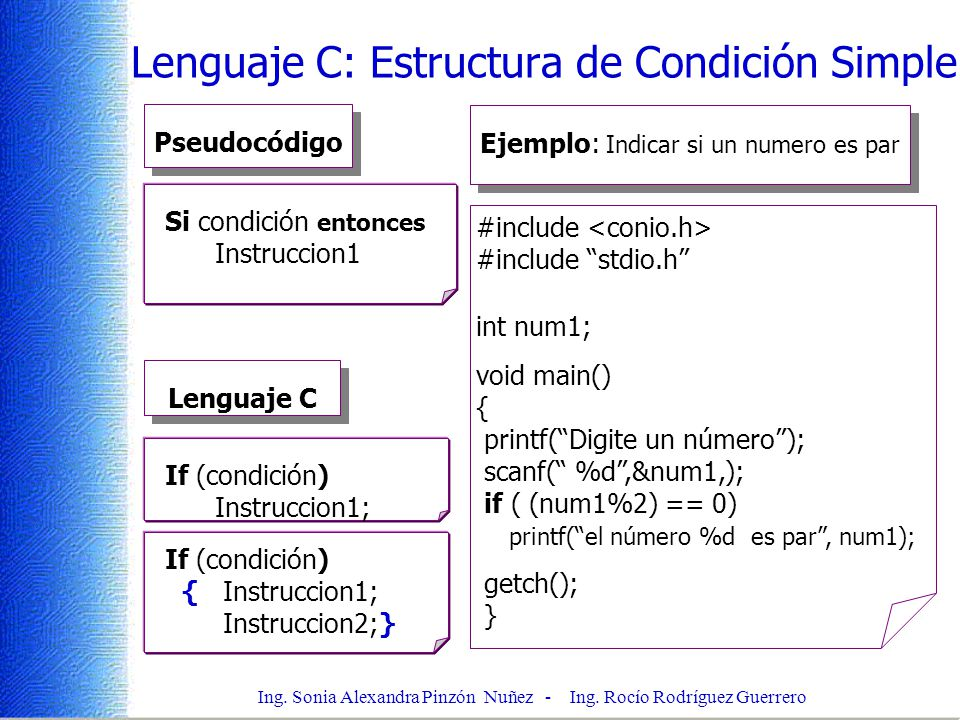 Lenguaje C: Estructura de Condición Simple
Pseudocódigo
Si condición entonces
Instruccion1
Lenguaje C
If (condición)
Instruccion1;
If (condición)
{ Instruccion1;
Instruccion2;}
Ejemplo: Indicar si un numero es par
#include <conio.h>
#include “stdio.h”
int num1;
void main()
{
printf(“Digite un número”);
scanf(“ %d”,&num1,);
if ( (num1%2) == 0)
printf(“el número %d es par”, num1);
getch();
}
Ing. Sonia Alexandra Pinzón Nuñez - Ing. Rocío Rodríguez Guerrero